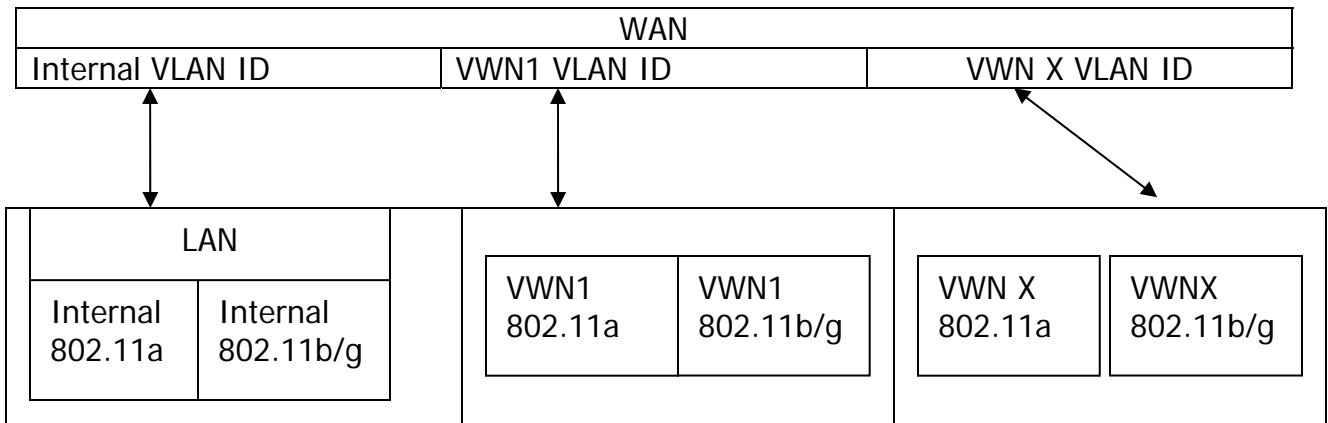 WAN
Internal VLAN ID
VWN1 VLAN ID
VWN X VLAN ID
LAN
Internal
802.11a
Internal
802.11b/g
VWN1
802.11a
VWN1
802.11b/g
VWN X
802.11a
VWNX
802.11b/g